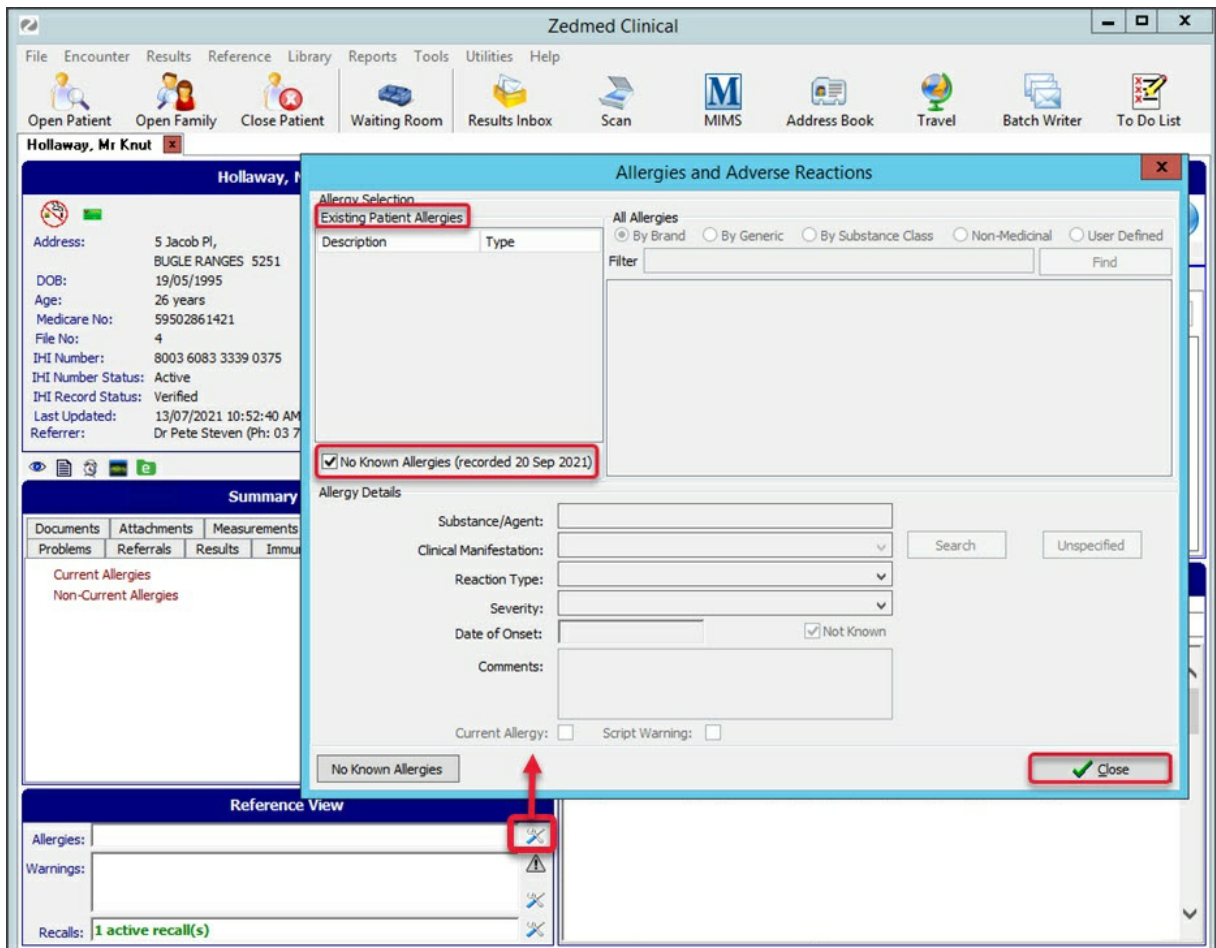 Zedmed Clinical
File Encounter Results Reference Library Reports Tools Utilities Help
Open Patient Open Family Close Patient Waiting Room Results Inbox Scan MIMS Address Book Travel Batch Writer To Do List
Hollaway, Mr Knut
Hollaway,
Address: 5 Jacob Pl,
BUGLE RANGES 5251
DOB: 19/05/1995
Age: 26 years
Medicare No: 59502861421
File No: 4
IHI Number: 8003 6083 3339 0375
IHI Number Status: Active
IHI Record Status: Verified
Last Updated: 13/07/2021 10:52:40 AM
Referrer: Dr Pete Steven (Ph: 03 7
Summary
Documents Attachments Measurements
Problems Referrals Results Immu
Current Allergies
Non-Current Allergies
Allergies and Adverse Reactions
Allergy Selection
Existing Patient Allergies
Description Type
All Allergies
By Brand By Generic By Substance Class Non-Medicinal User Defined
Filter Find
No Known Allergies (recorded 20 Sep 2021)
Allergy Details
Substance/Agent:
Clinical Manifestation: Search Unspecified
Reaction Type:
Severity:
Date of Onset: Not Known
Comments:
Current Allergy: Script Warning:
No Known Allergies Close
Reference View
Allergies:
Warnings:
Recalls: 1 active recall(s)